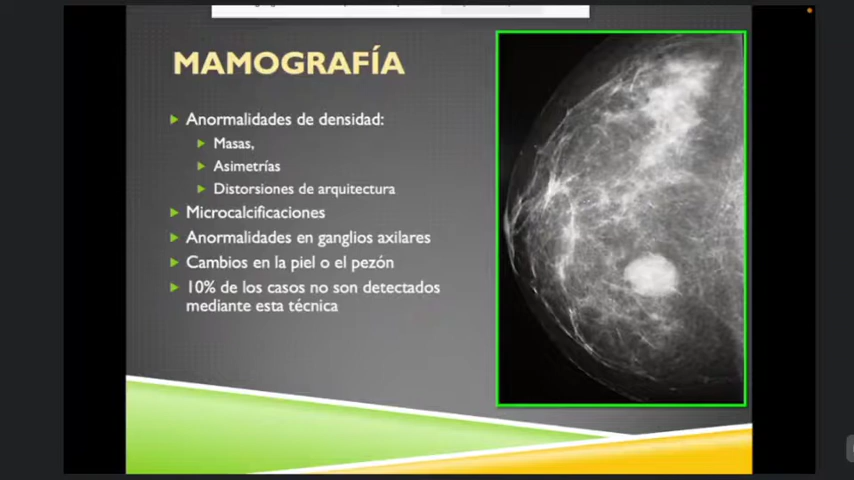 MAMOGRAFÍA
Anormalidades de densidad:
Masas,
Asimetrías
Distorsiones de arquitectura
Microcalcificaciones
Anormalidades en ganglios axilares
Cambios en la piel o el pezón
10% de los casos no son detectados
mediante esta técnica